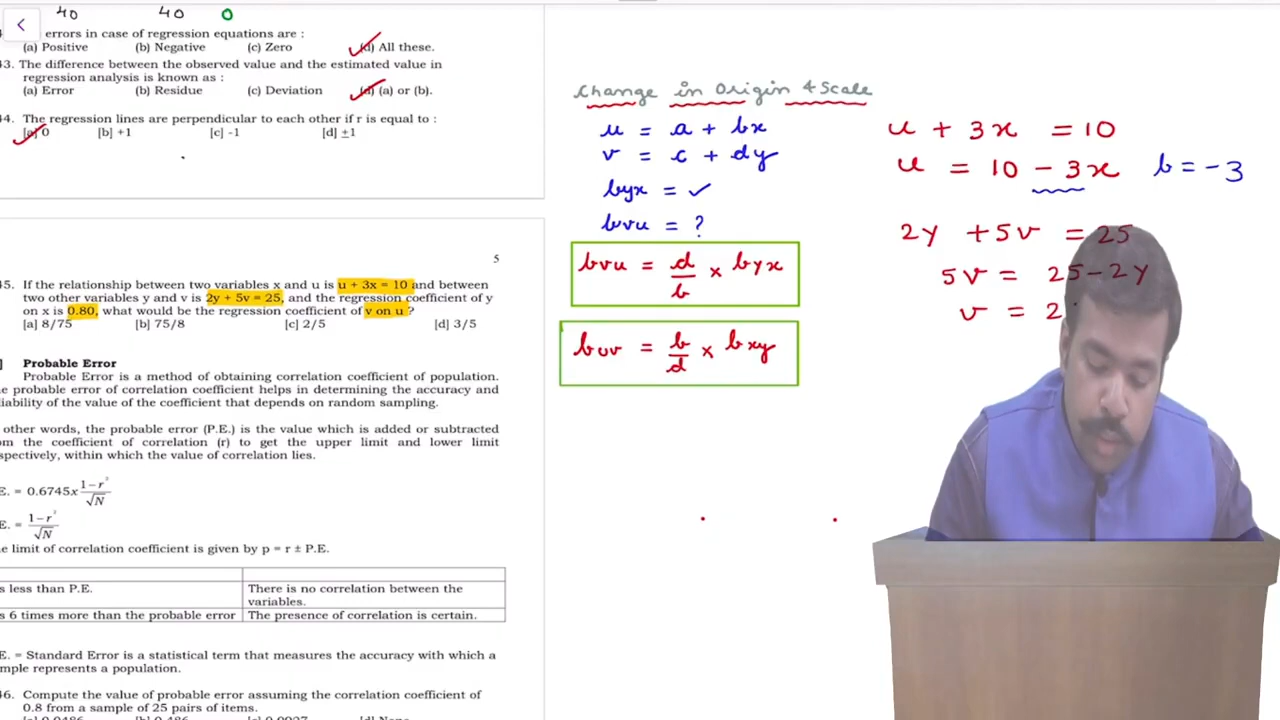 40 40 0
errors in case of regression equations are :
(a) Positive (b) Negative (c) Zero (d) All these.
43. The difference between the observed value and the estimated value in
regression analysis is known as :
(a) Error (b) Residue (c) Deviation (d) (a) or (b).
44. The regression lines are perpendicular to each other if r is equal to :
[a] 0 [b] +1 [c] -1 [d] ±1
5
45. If the relationship between two variables x and u is u + 3x = 10 and between
two other variables y and v is 2y + 5v = 25, and the regression coefficient of y
on x is 0.80, what would be the regression coefficient of v on u ?
[a] 8/75 [b] 75/8 [c] 2/5 [d] 3/5
] Probable Error
Probable Error is a method of obtaining correlation coefficient of population.
e probable error of correlation coefficient helps in determining the accuracy and
iability of the value of the coefficient that depends on random sampling.
other words, the probable error (P.E.) is the value which is added or subtracted
om the coefficient of correlation (r) to get the upper limit and lower limit
spectively, within which the value of correlation lies.
E. = 0.6745x (1-r²)/√N
E. = (1-r²)/√N
e limit of correlation coefficient is given by p = r ± P.E.
s less than P.E. There is no correlation between the
variables.
s 6 times more than the probable error The presence of correlation is certain.
E. = Standard Error is a statistical term that measures the accuracy with which a
mple represents a population.
46. Compute the value of probable error assuming the correlation coefficient of
0.8 from a sample of 25 pairs of items.
[b] 0.486 [d] None
Change in Origin & Scale
u = a + bx
v = c + dy
byx = ✓
bvu = ?
bvu = d/b × byx
buv = b/d × bxy
u + 3x = 10
u = 10 - 3x b = -3
2y + 5v = 25
5v = 25 - 2y
v = 2